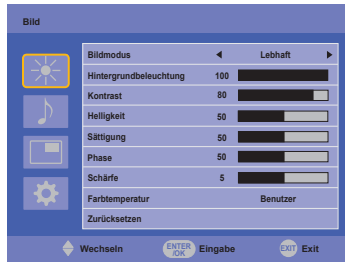 Bild
Bildmodus Lebhaft
Hintergrundbeleuchtung 100
Kontrast 80
Helligkeit 50
Sättigung 50
Phase 50
Schärfe 5
Farbtemperatur Benutzer
Zurücksetzen
Wechseln ENTER /OK Eingabe EXIT Exit